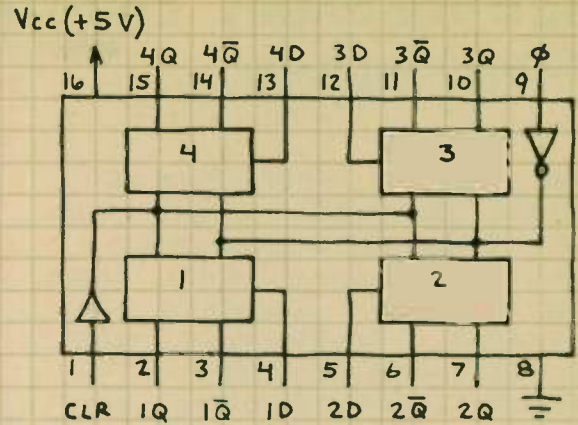 Vcc (+5 V)
4Q 4Q̅ 4D 3D 3Q̅ 3Q ϕ
16 15 14 13 12 11 10 9
4 3
1 2
1 2 3 4 5 6 7 8
CLR 1Q 1Q̅ 1D 2D 2Q̅ 2Q